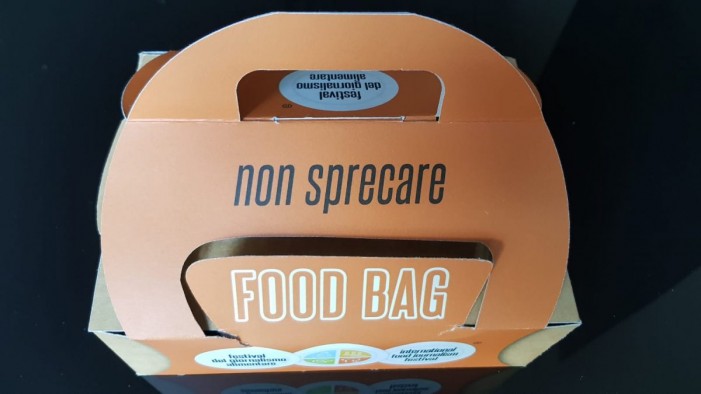 festival
del giornalismo
alimentare
non sprecare
FOOD BAG
festival
del giornalismo
alimentare
international
food journalism
festival